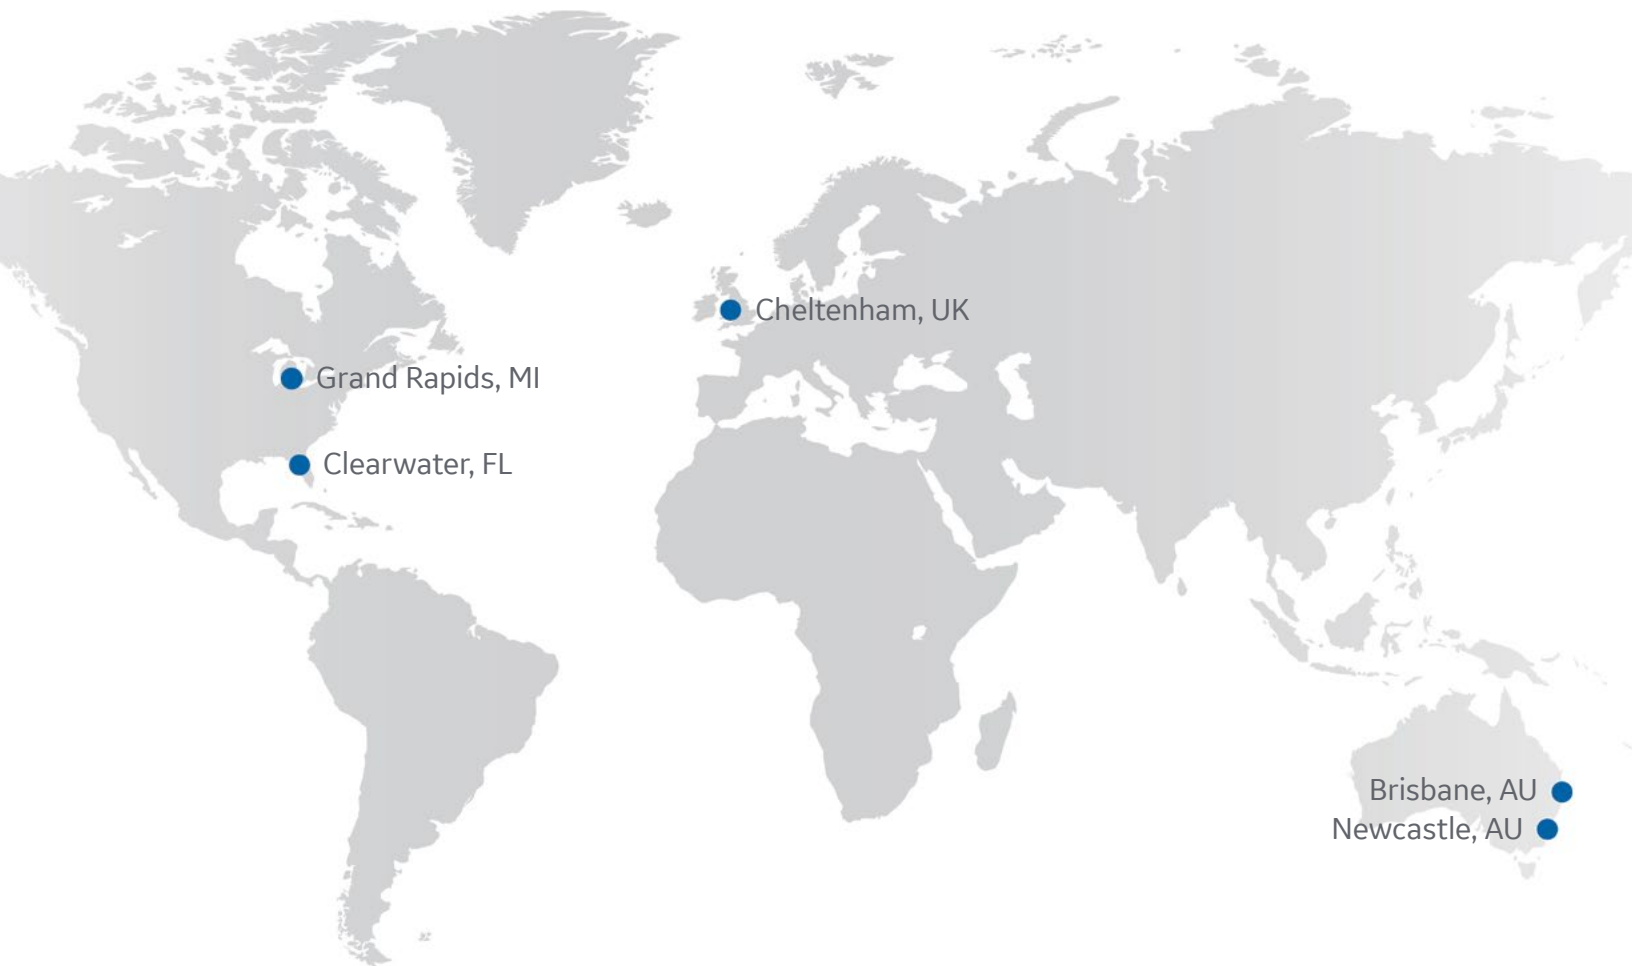 Cheltenham, UK
Grand Rapids, MI
Clearwater, FL
Brisbane, AU
Newcastle, AU